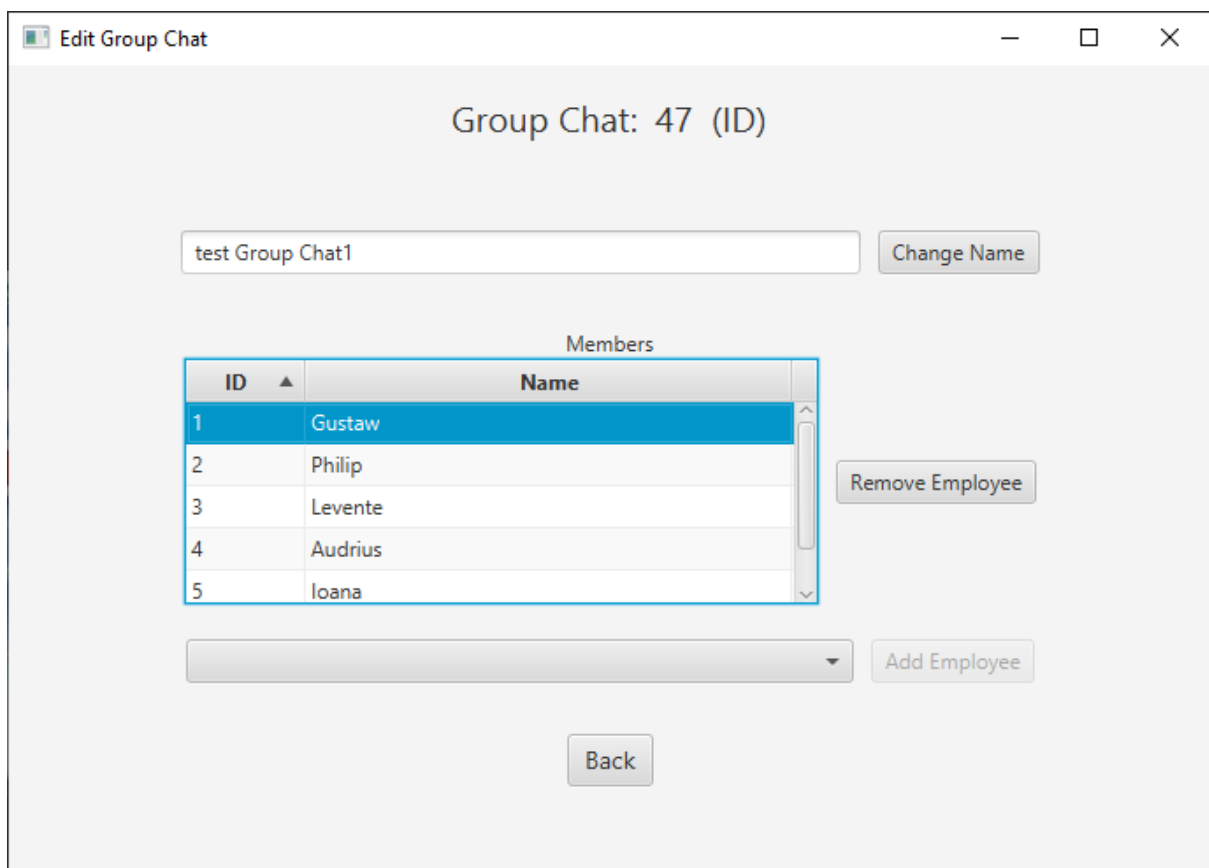 Edit Group Chat
Group Chat: 47 (ID)
test Group Chat1 Change Name
Members
ID Name
1 Gustaw
2 Philip
3 Levente
Remove Employee
4 Audrius
5 Ioana
Add Employee
Back